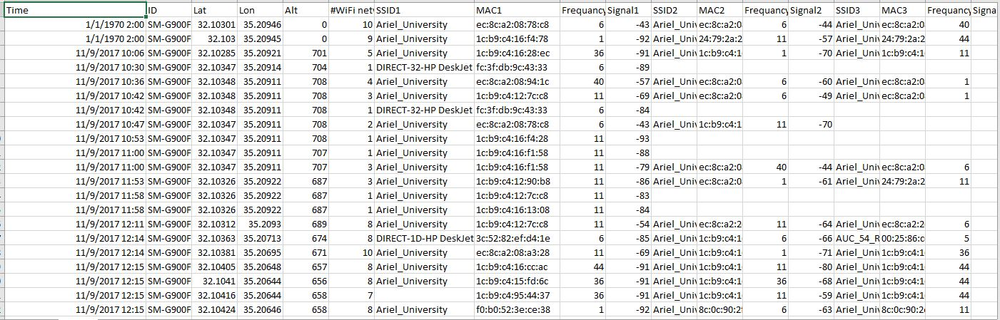 Time ID Lat Lon Alt #WiFi net SSID1 MAC1 Frequency Signal1 SSID2 MAC2 Frequency Signal2 SSID3 MAC3 Frequency Signa
1/1/1970 2:00 SM-G900F 32.10301 35.20946 0 10 Ariel_University ec:8c:a2:08:78:c8 6 -43 Ariel_Univ ec:8c:a2:0 6 -44 Ariel_Univ ec:8c:a2:0 40
1/1/1970 2:00 SM-G900F 32.103 35.20945 0 9 Ariel_University 1c:b9:c4:16:f4:78 1 -92 Ariel_Univ 24:79:2a:2 11 -57 Ariel_Univ 24:79:2a:2 44
11/9/2017 10:06 SM-G900F 32.10285 35.20921 701 5 Ariel_University 1c:b9:c4:16:28:ec 36 -91 Ariel_Univ ec:8c:a2:0 1 -70 Ariel_Univ 1c:b9:c4:1 11
11/9/2017 10:30 SM-G900F 32.10347 35.20914 704 1 DIRECT-32-HP DeskJet fc:3f:db:9c:43:33 6 -89
11/9/2017 10:36 SM-G900F 32.10348 35.20911 708 4 Ariel_University ec:8c:a2:08:94:1c 40 -57 Ariel_Univ ec:8c:a2:0 6 -60 Ariel_Univ ec:8c:a2:0 1
11/9/2017 10:42 SM-G900F 32.10348 35.20911 708 3 Ariel_University 1c:b9:c4:12:7c:c8 11 -69 Ariel_Univ ec:8c:a2:0 6 -49 Ariel_Univ ec:8c:a2:0 1
11/9/2017 10:42 SM-G900F 32.10348 35.20911 708 1 DIRECT-32-HP DeskJet fc:3f:db:9c:43:33 6 -84
11/9/2017 10:47 SM-G900F 32.10347 35.20911 708 2 Ariel_University ec:8c:a2:08:78:c8 6 -43 Ariel_Univ 1c:b9:c4:1 11 -70
11/9/2017 10:53 SM-G900F 32.10347 35.20911 708 1 Ariel_University 1c:b9:c4:16:f4:28 11 -93
11/9/2017 11:00 SM-G900F 32.10347 35.20911 707 1 Ariel_University 1c:b9:c4:16:f1:58 11 -88
11/9/2017 11:00 SM-G900F 32.10347 35.20911 707 3 Ariel_University 1c:b9:c4:16:f1:58 11 -79 Ariel_Univ ec:8c:a2:0 40 -44 Ariel_Univ ec:8c:a2:0 6
11/9/2017 11:53 SM-G900F 32.10326 35.20922 687 3 Ariel_University 1c:b9:c4:12:90:b8 11 -86 Ariel_Univ ec:8c:a2:0 1 -61 Ariel_Univ 24:79:2a:2 11
11/9/2017 11:58 SM-G900F 32.10326 35.20922 687 1 Ariel_University 1c:b9:c4:12:7c:c8 11 -83
11/9/2017 11:58 SM-G900F 32.10326 35.20922 687 1 Ariel_University 1c:b9:c4:16:13:08 11 -84
11/9/2017 12:11 SM-G900F 32.10312 35.2093 689 8 Ariel_University 1c:b9:c4:12:7c:c8 11 -54 Ariel_Univ ec:8c:a2:2 11 -64 Ariel_Univ ec:8c:a2:2 6
11/9/2017 12:14 SM-G900F 32.10363 35.20713 674 8 DIRECT-1D-HP DeskJet 3c:52:82:ef:d4:1e 6 -85 Ariel_Univ 1c:b9:c4:1 6 -66 AUC_54_R 00:25:86:c 5
11/9/2017 12:14 SM-G900F 32.10381 35.20695 671 10 Ariel_University ec:8c:a2:08:a3:28 11 -69 Ariel_Univ 1c:b9:c4:1 1 -71 Ariel_Univ 1c:b9:c4:1 36
11/9/2017 12:15 SM-G900F 32.10405 35.20648 657 8 Ariel_University 1c:b9:c4:16:cc:ac 44 -91 Ariel_Univ 1c:b9:c4:1 11 -80 Ariel_Univ 1c:b9:c4:1 44
11/9/2017 12:15 SM-G900F 32.1041 35.20644 656 8 Ariel_University 1c:b9:c4:15:fd:6c 36 -91 Ariel_Univ 1c:b9:c4:1 36 -68 Ariel_Univ 1c:b9:c4:1 44
11/9/2017 12:15 SM-G900F 32.10416 35.20644 658 7 1c:b9:c4:95:44:37 36 -91 Ariel_Univ 1c:b9:c4:1 11 -59 Ariel_Univ 1c:b9:c4:1 44
11/9/2017 12:15 SM-G900F 32.10424 35.20646 658 8 Ariel_University f0:b0:52:3e:ce:38 1 -92 Ariel_Univ 8c:0c:90:2 6 -63 Ariel_Univ 8c:0c:90:2 11